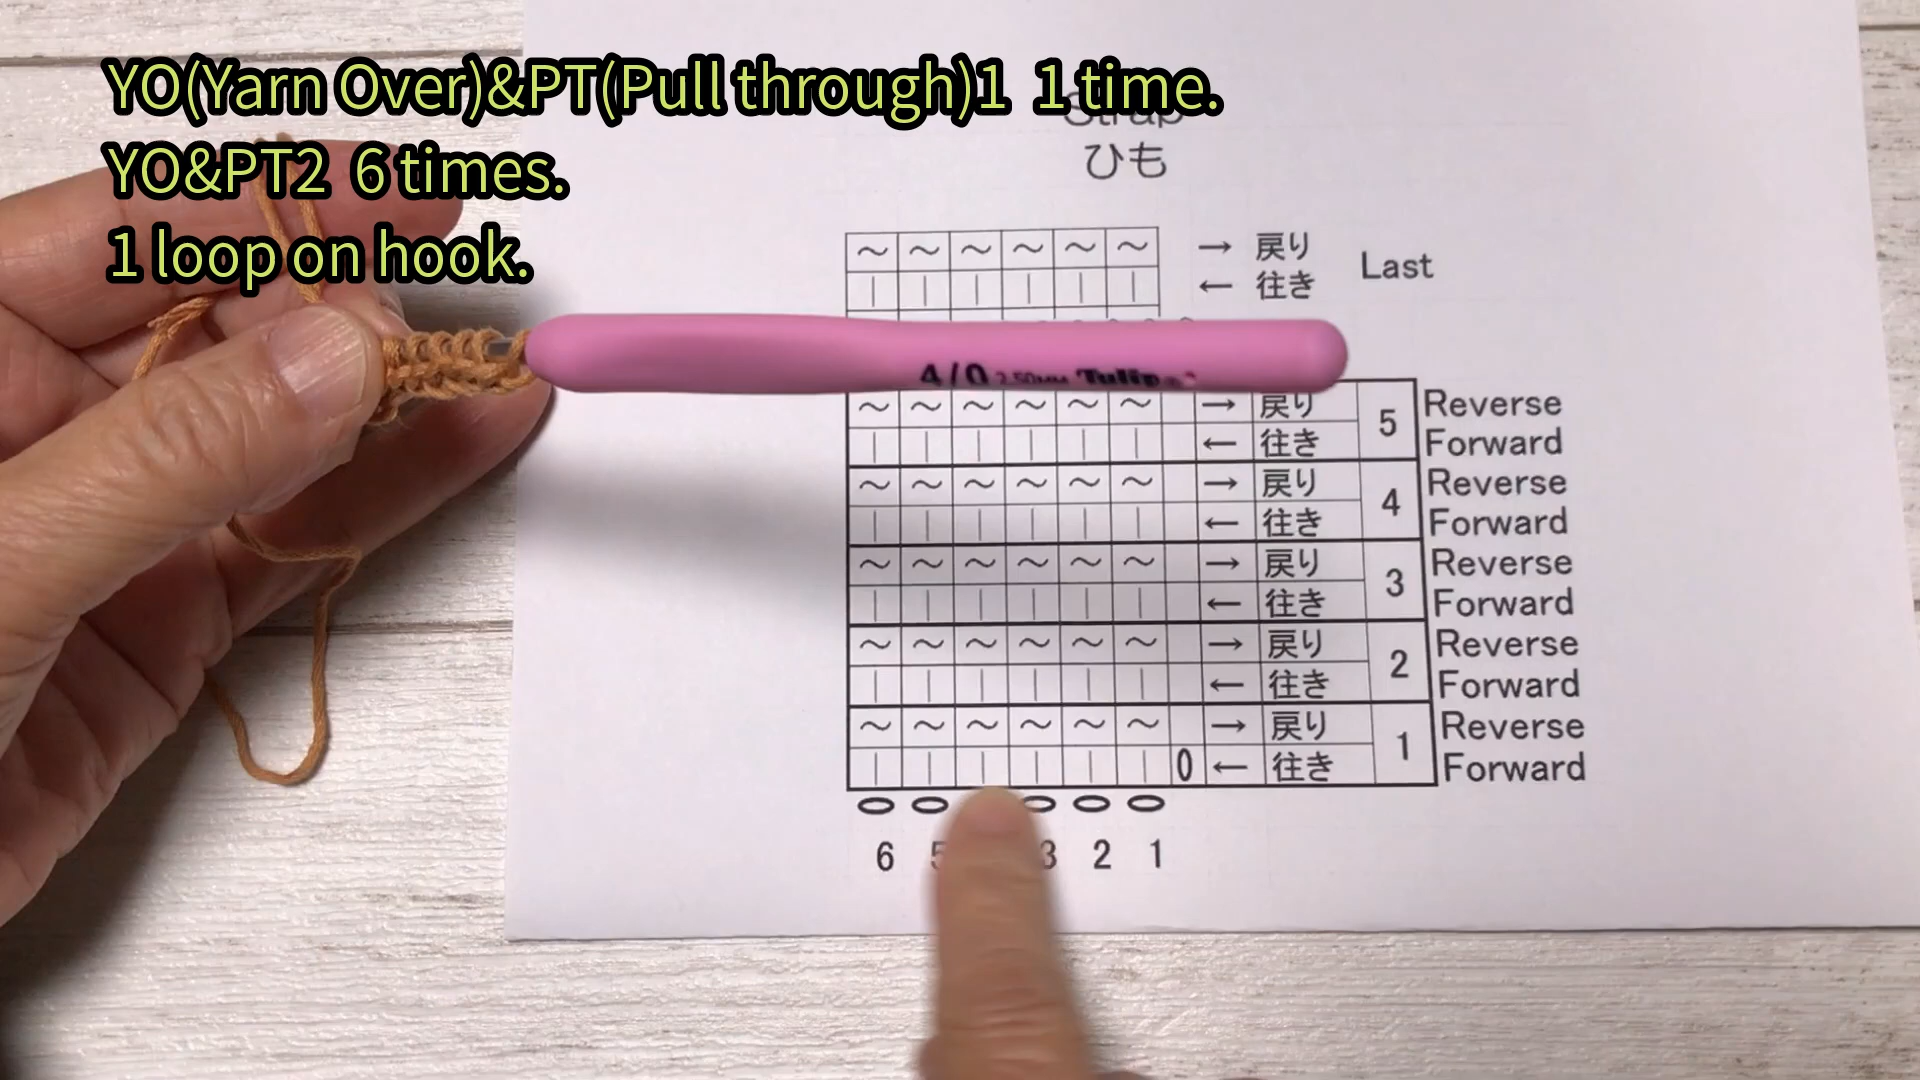 YO(Yarn Over)&PT(Pull through)1 1 time.
YO&PT2 6 times.
1 loop on hook.
Strap
ひも
～ ～ ～ ～ ～ ～ → 戻り
| | | | | | ← 往き
Last
4/0 2.50MM Tulip
～ ～ ～ ～ ～ ～ → 戻り 5 Reverse
| | | | | | ← 往き Forward
～ ～ ～ ～ ～ ～ → 戻り 4 Reverse
| | | | | | ← 往き Forward
～ ～ ～ ～ ～ ～ → 戻り 3 Reverse
| | | | | | ← 往き Forward
～ ～ ～ ～ ～ ～ → 戻り 2 Reverse
| | | | | | ← 往き Forward
～ ～ ～ ～ ～ ～ → 戻り 1 Reverse
| | | | | | 0 ← 往き Forward
6 5 3 2 1